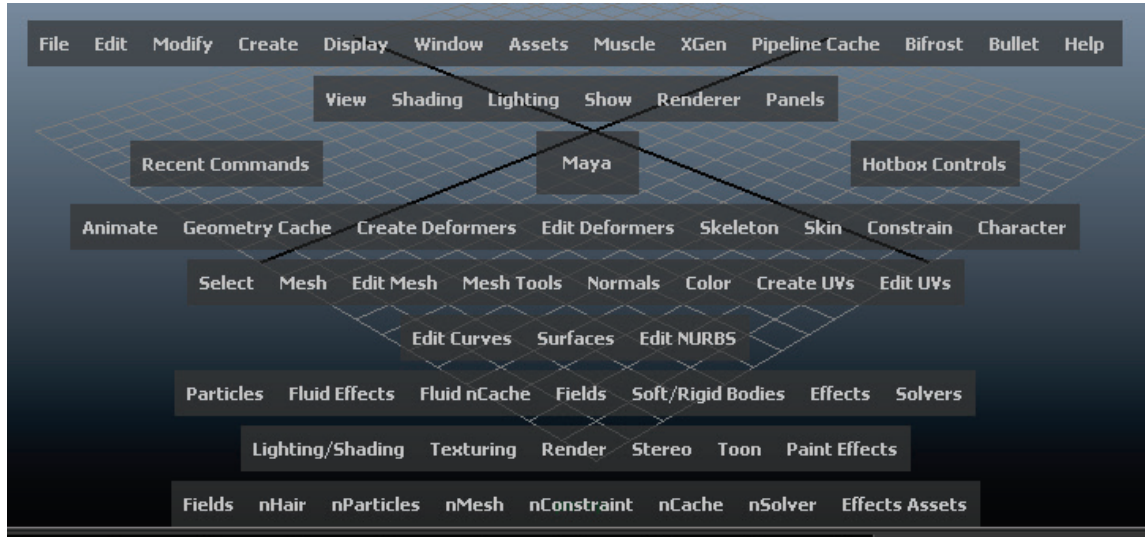 File Edit Modify Create Display Window Assets Muscle XGen Pipeline Cache Bifrost Bullet Help
View Shading Lighting Show Renderer Panels
Recent Commands Maya Hotbox Controls
Animate Geometry Cache Create Deformers Edit Deformers Skeleton Skin Constrain Character
Select Mesh Edit Mesh Mesh Tools Normals Color Create UVs Edit UVs
Edit Curves Surfaces Edit NURBS
Particles Fluid Effects Fluid nCache Fields Soft/Rigid Bodies Effects Solvers
Lighting/Shading Texturing Render Stereo Toon Paint Effects
Fields nHair nParticles nMesh nConstraint nCache nSolver Effects Assets